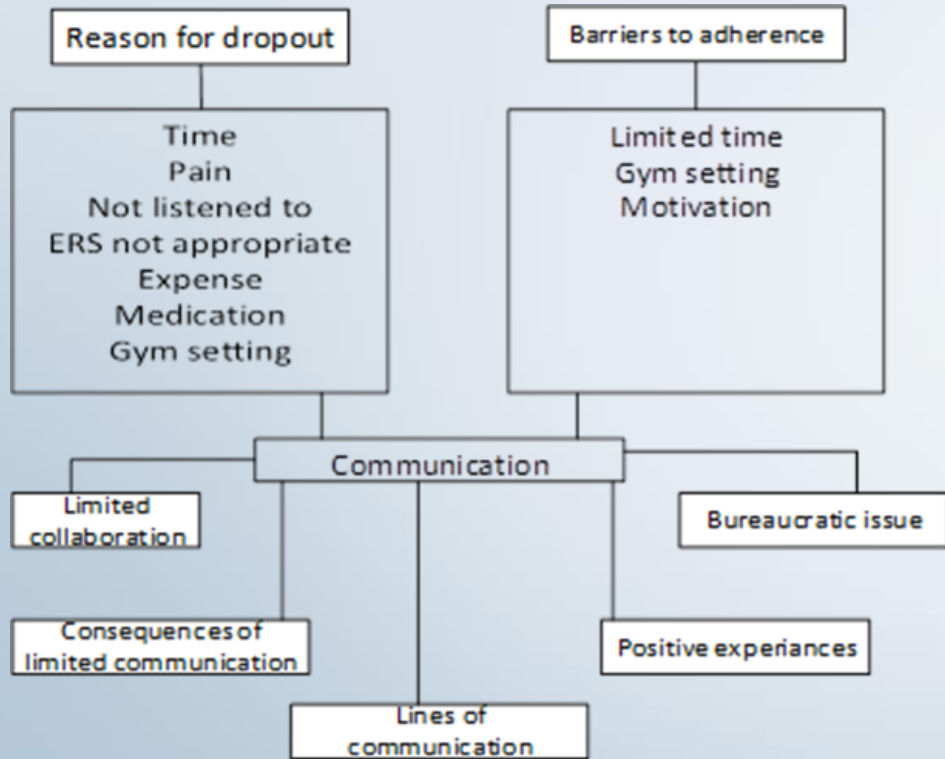 Reason for dropout
Barriers to adherence
Time
Pain
Not listened to
ERS not appropriate
Expense
Medication
Gym setting
Limited time
Gym setting
Motivation
Communication
Limited
collaboration
Bureaucratic issue
Consequences of
limited communication
Positive experiances
Lines of
communication